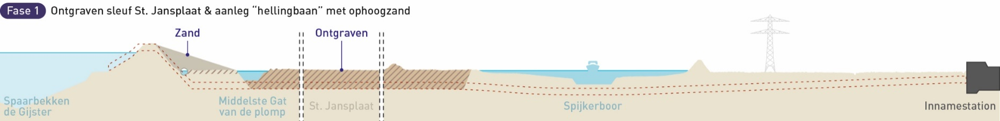 Fase 1 Ontgraven sleuf St. Jansplaat & aanleg “hellingbaan” met ophoogzand
Zand
Ontgraven
Spaarbekken
de Gijster
Middelste Gat
van de plomp
St. Jansplaat
Spijkerboor
Innamestation